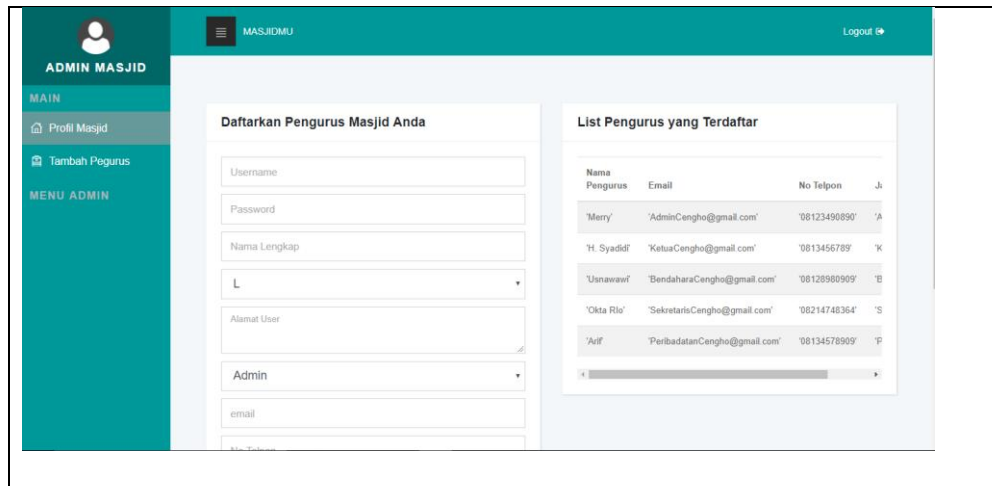 ADMIN MASJID
MAIN
Profil Masjid
Tambah Pegurus
MENU ADMIN
MASJIDMU
Logout
Daftarkan Pengurus Masjid Anda
Username
Password
Nama Lengkap
L
Alamat User
Admin
email
No Telpon
List Pengurus yang Terdaftar
Nama Pengurus Email No Telpon
'Merry' 'AdminCengho@gmail.com' '08123490890' 'A
'H. Syadidi' 'KetuaCengho@gmail.com' '0813456789' 'K
'Usnawawi' 'BendaharaCengho@gmail.com' '08128980909' 'B
'Okta RIo' 'SekretarisCengho@gmail.com' '08214748364' 'S
'Arif' 'PeribadatanCengho@gmail.com' '08134578909' 'P